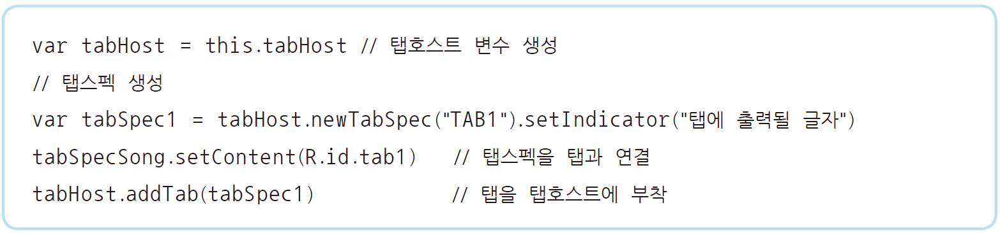 var tabHost = this.tabHost // 탭호스트 변수 생성
// 탭스펙 생성
var tabSpec1 = tabHost.newTabSpec("TAB1").setIndicator("탭에 출력될 글자")
tabSpecSong.setContent(R.id.tab1) // 탭스펙을 탭과 연결
tabHost.addTab(tabSpec1) // 탭을 탭호스트에 부착